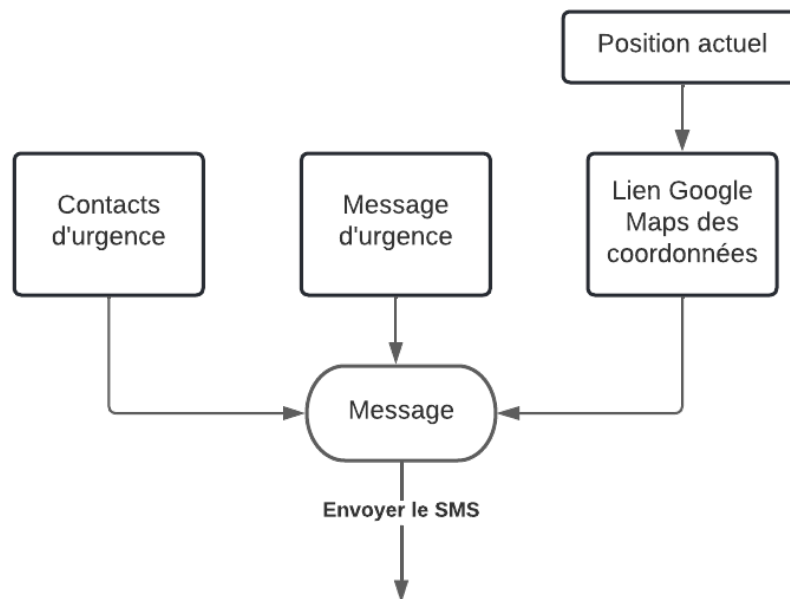 Position actuel
Contacts
d'urgence
Message
d'urgence
Lien Google
Maps des
coordonnées
Message
Envoyer le SMS